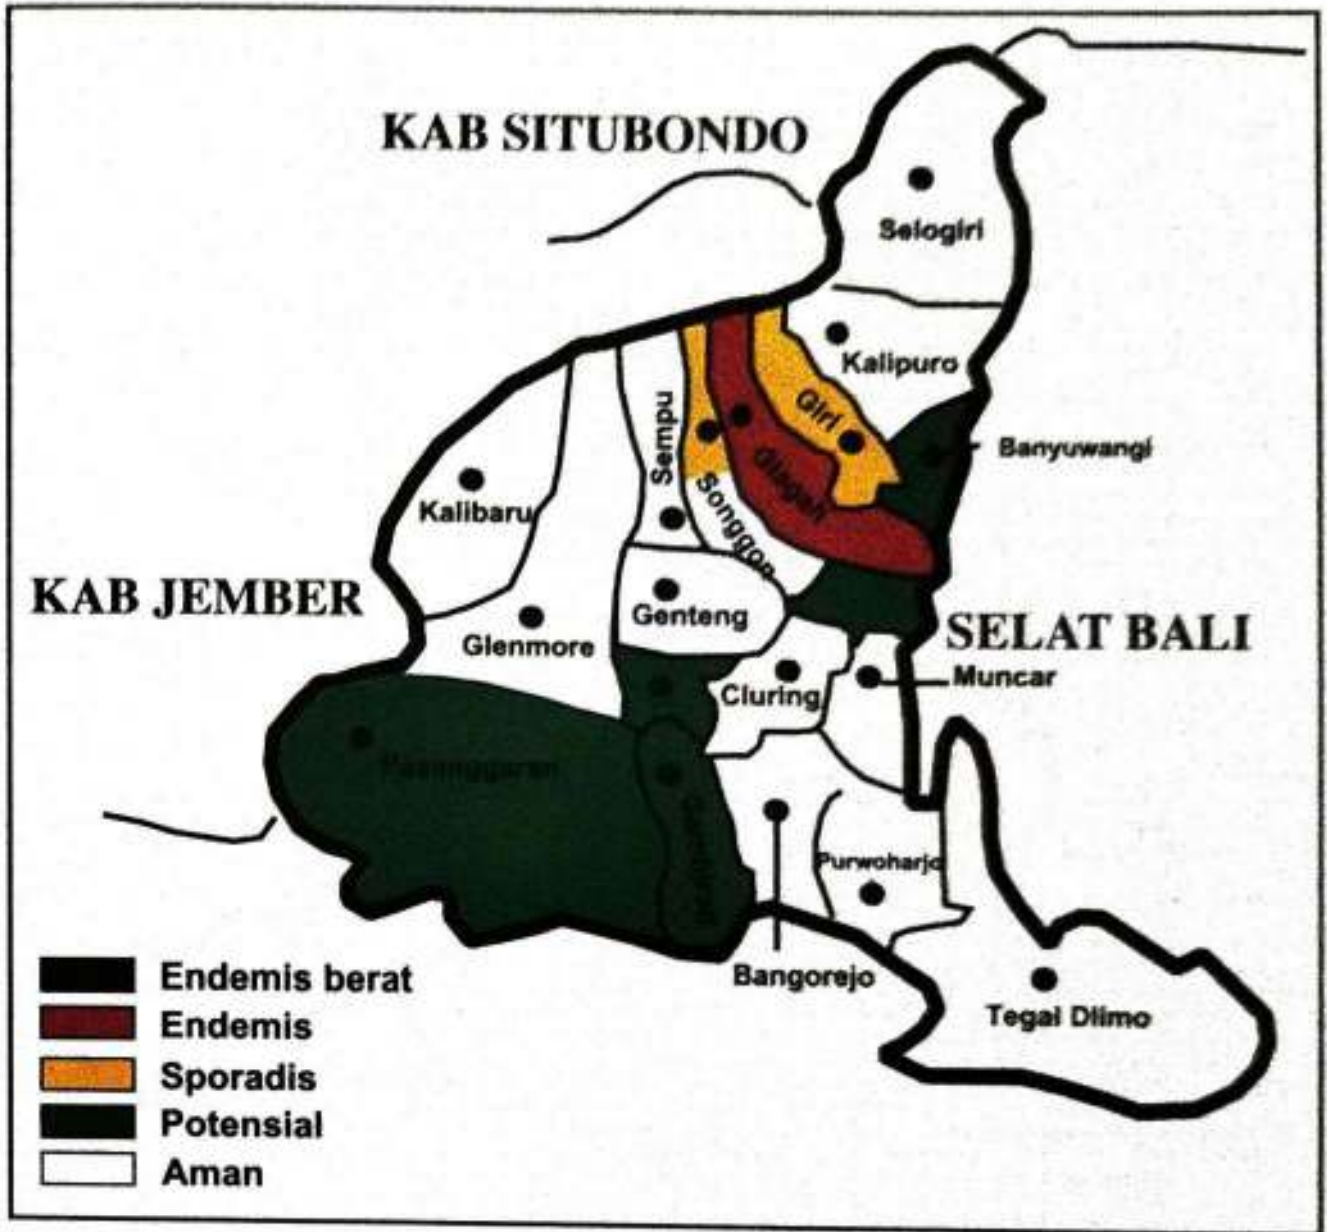 KAB SITUBONDO
Selogiri
Kalipuro
Giri
Sempu
Banyuwangi
Glagah
Songgon
Kalibaru
KAB JEMBER
Genteng
SELAT BALI
Glenmore
Muncar
Cluring
Pasanggaran
Purwoharjo
Bangorejo
Tegal Dlimo
Endemis berat
Endemis
Sporadis
Potensial
Aman